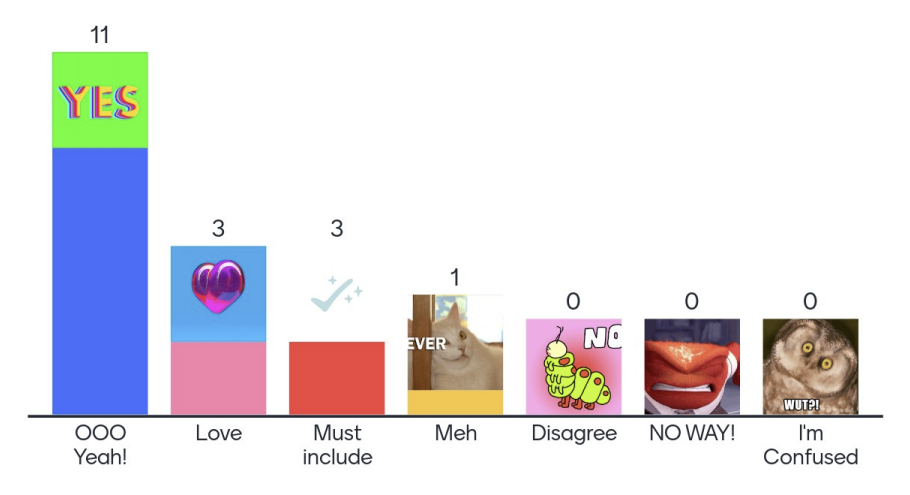 11
YES
3
3
1
EVER
0
NO
0
0
WUT?!
OOO
Yeah!
Love
Must
include
Meh
Disagree
NO WAY!
I'm
Confused